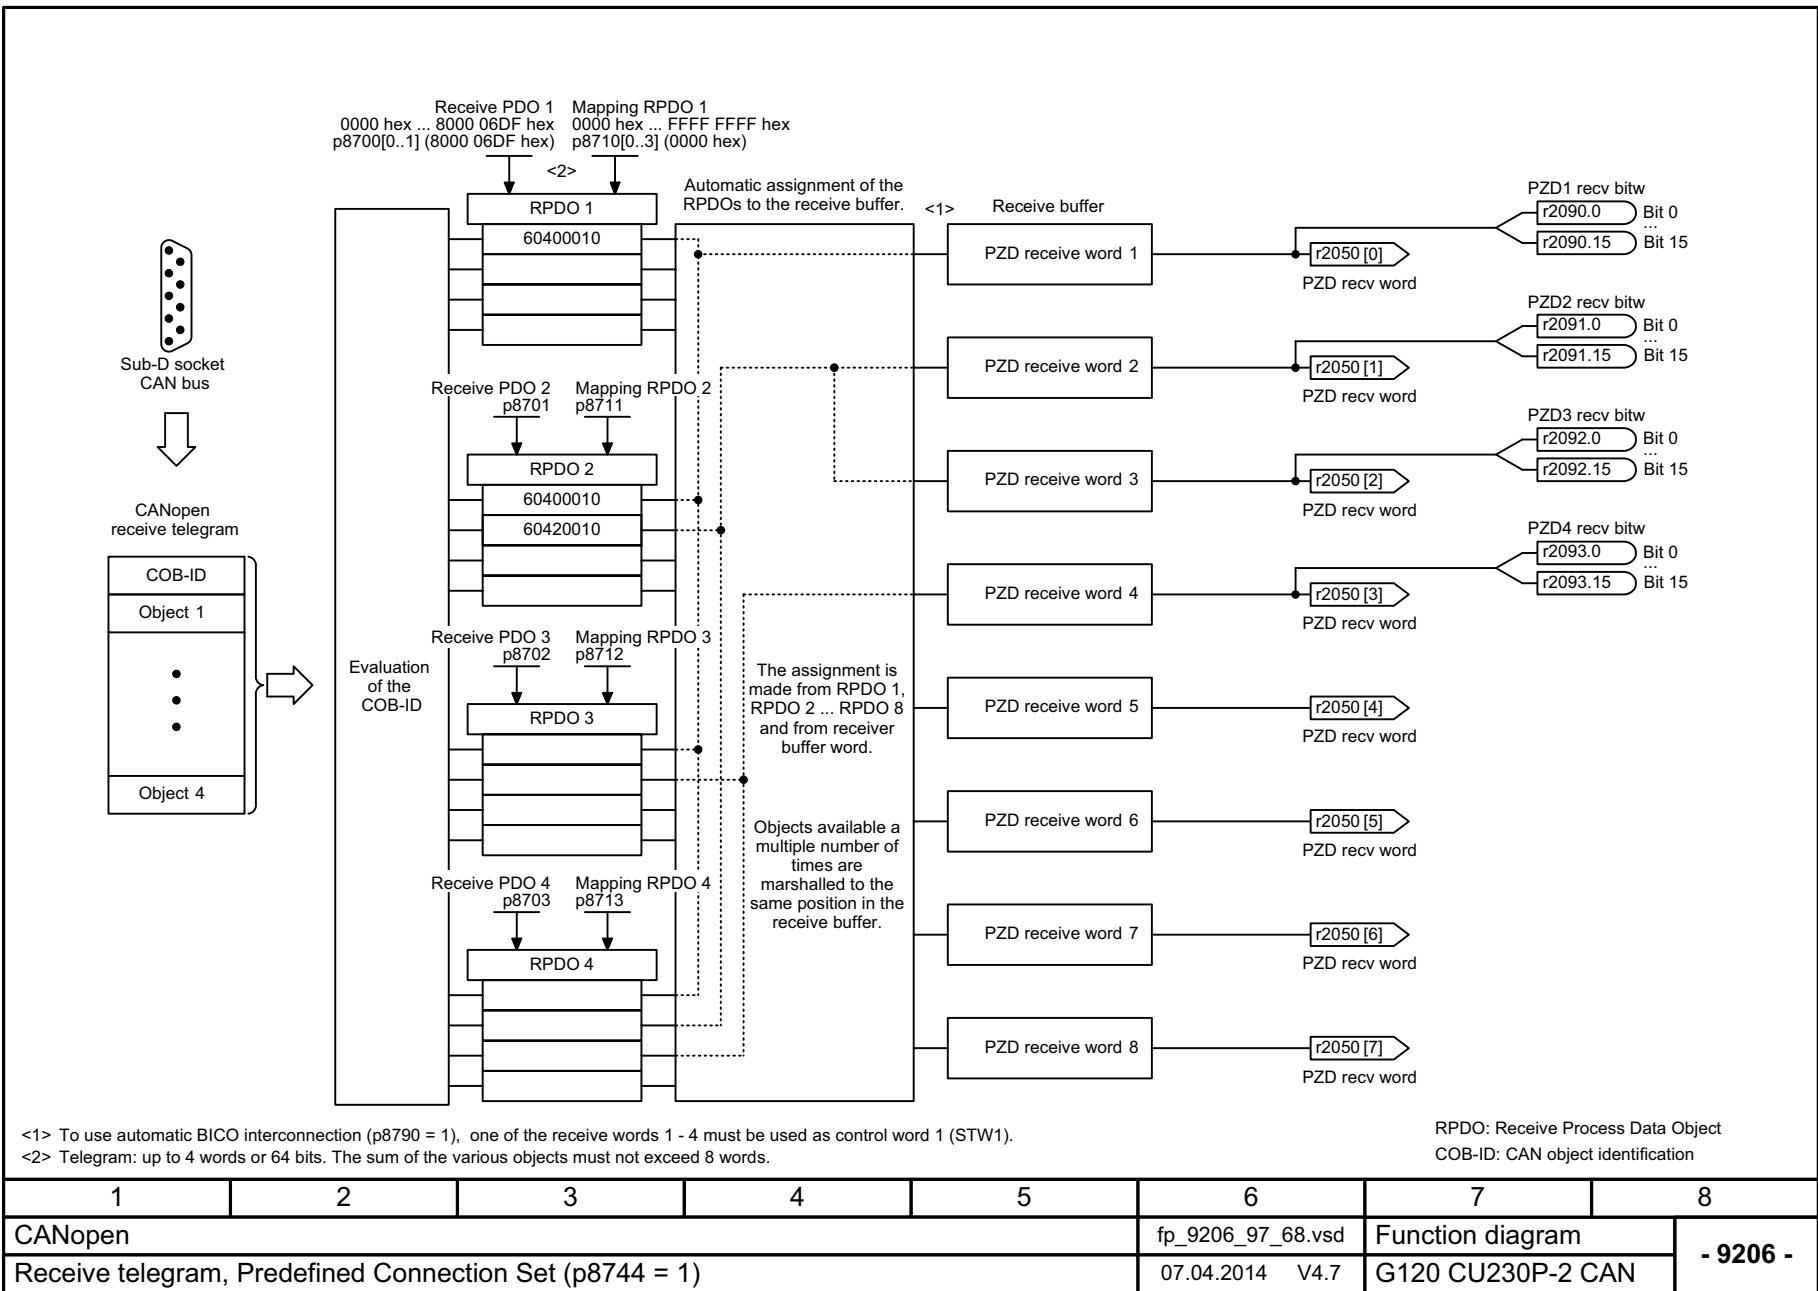 Receive PDO 1
0000 hex ... 8000 06DF hex
p8700[0..1] (8000 06DF hex)
Mapping RPDO 1
0000 hex ... FFFF FFFF hex
p8710[0..3] (0000 hex)
<2>
RPDO 1
60400010
Automatic assignment of the
RPDOs to the receive buffer.
<1>
Receive buffer
Sub-D socket
CAN bus
CANopen
receive telegram
COB-ID
Object 1
Object 4
Evaluation
of the
COB-ID
Receive PDO 2
p8701
Mapping RPDO 2
p8711
RPDO 2
60400010
60420010
Receive PDO 3
p8702
Mapping RPDO 3
p8712
RPDO 3
Receive PDO 4
p8703
Mapping RPDO 4
p8713
RPDO 4
The assignment is
made from RPDO 1,
RPDO 2 ... RPDO 8
and from receiver
buffer word.
Objects available a
multiple number of
times are
marshalled to the
same position in the
receive buffer.
PZD receive word 1
r2050 [0]
PZD recv word
PZD1 recv bitw
r2090.0 Bit 0
...
r2090.15 Bit 15
PZD receive word 2
r2050 [1]
PZD recv word
PZD2 recv bitw
r2091.0 Bit 0
...
r2091.15 Bit 15
PZD receive word 3
r2050 [2]
PZD recv word
PZD3 recv bitw
r2092.0 Bit 0
...
r2092.15 Bit 15
PZD receive word 4
r2050 [3]
PZD recv word
PZD4 recv bitw
r2093.0 Bit 0
...
r2093.15 Bit 15
PZD receive word 5
r2050 [4]
PZD recv word
PZD receive word 6
r2050 [5]
PZD recv word
PZD receive word 7
r2050 [6]
PZD recv word
PZD receive word 8
r2050 [7]
PZD recv word
<1> To use automatic BICO interconnection (p8790 = 1), one of the receive words 1 - 4 must be used as control word 1 (STW1).
<2> Telegram: up to 4 words or 64 bits. The sum of the various objects must not exceed 8 words.
RPDO: Receive Process Data Object
COB-ID: CAN object identification
1 2 3 4 5 6 7 8
CANopen
fp_9206_97_68.vsd
Function diagram
- 9206 -
Receive telegram, Predefined Connection Set (p8744 = 1)
07.04.2014 V4.7
G120 CU230P-2 CAN